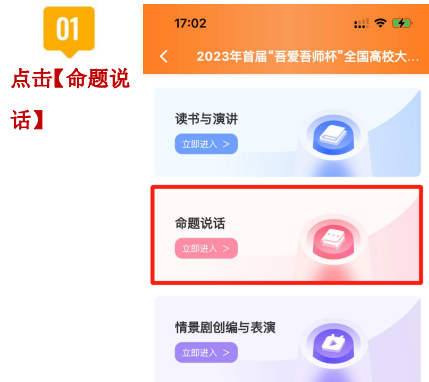 01
点击【命题说
话】
17:02
2023年首届“吾爱吾师杯”全国高校大...
读书与演讲
立即进入 >
命题说话
立即进入 >
情景剧创编与表演
立即进入 >